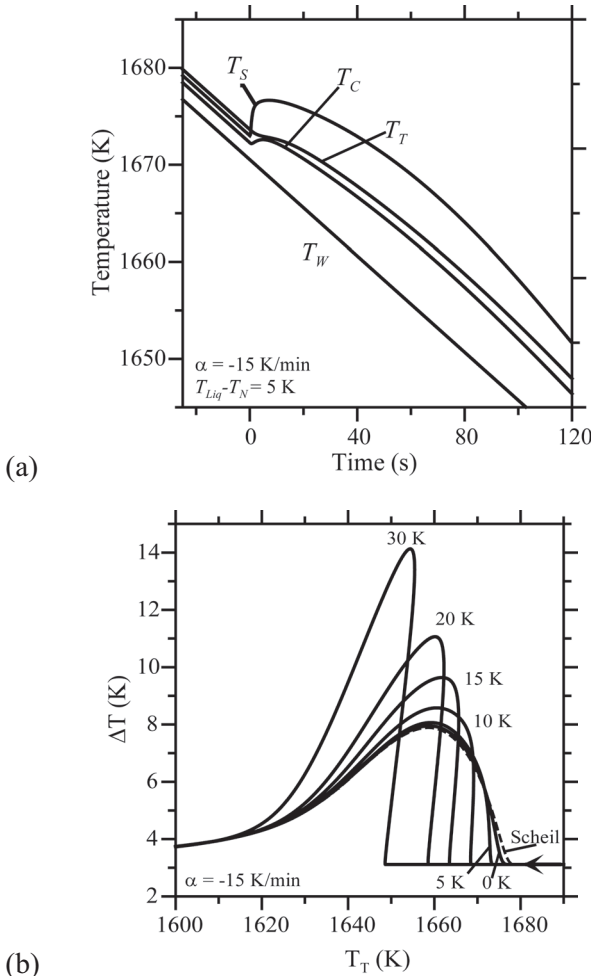 1680
1670
1660
1650
Temperature (K)
T_S
T_C
T_T
T_W
α = -15 K/min
T_Liq-T_N = 5 K
0 40 80 120
Time (s)
(a)
14
12
10
8
6
4
2
ΔT (K)
30 K
20 K
15 K
10 K
Scheil
5 K 0 K
α = -15 K/min
1600 1620 1640 1660 1680
T_T (K)
(b)